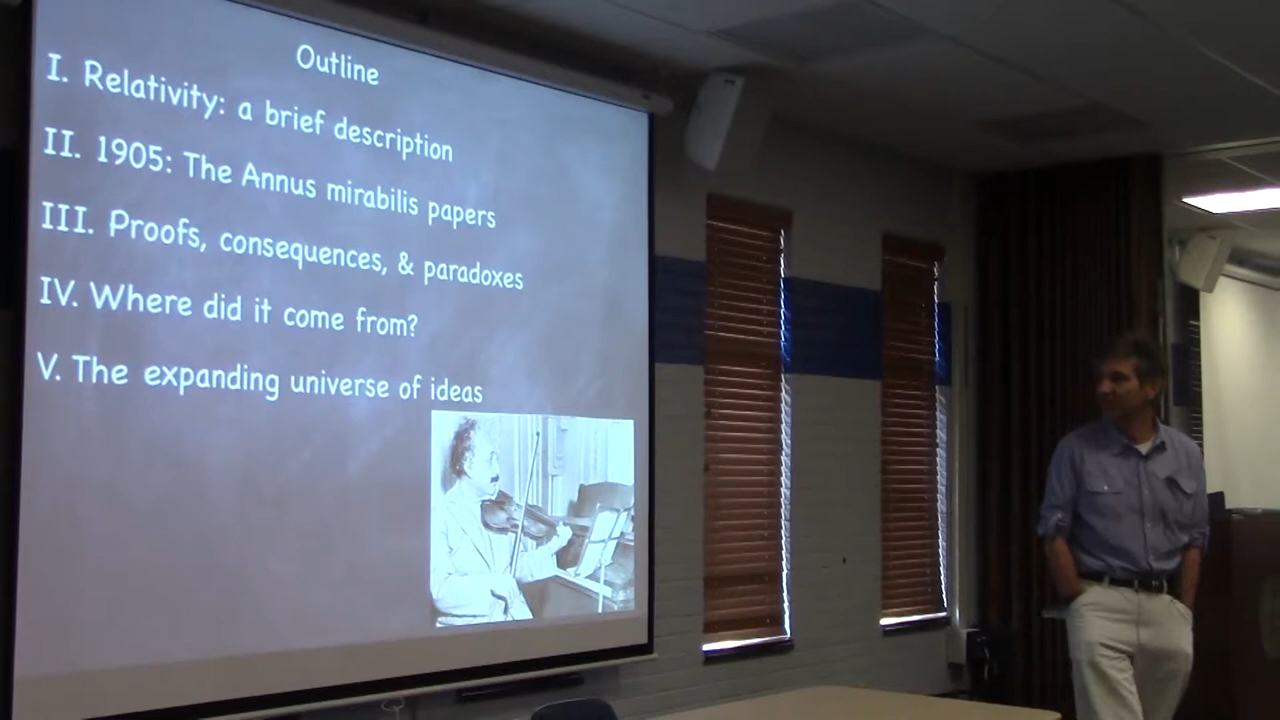 Outline
I. Relativity: a brief description
II. 1905: The Annus mirabilis papers
III. Proofs, consequences, & paradoxes
IV. Where did it come from?
V. The expanding universe of ideas